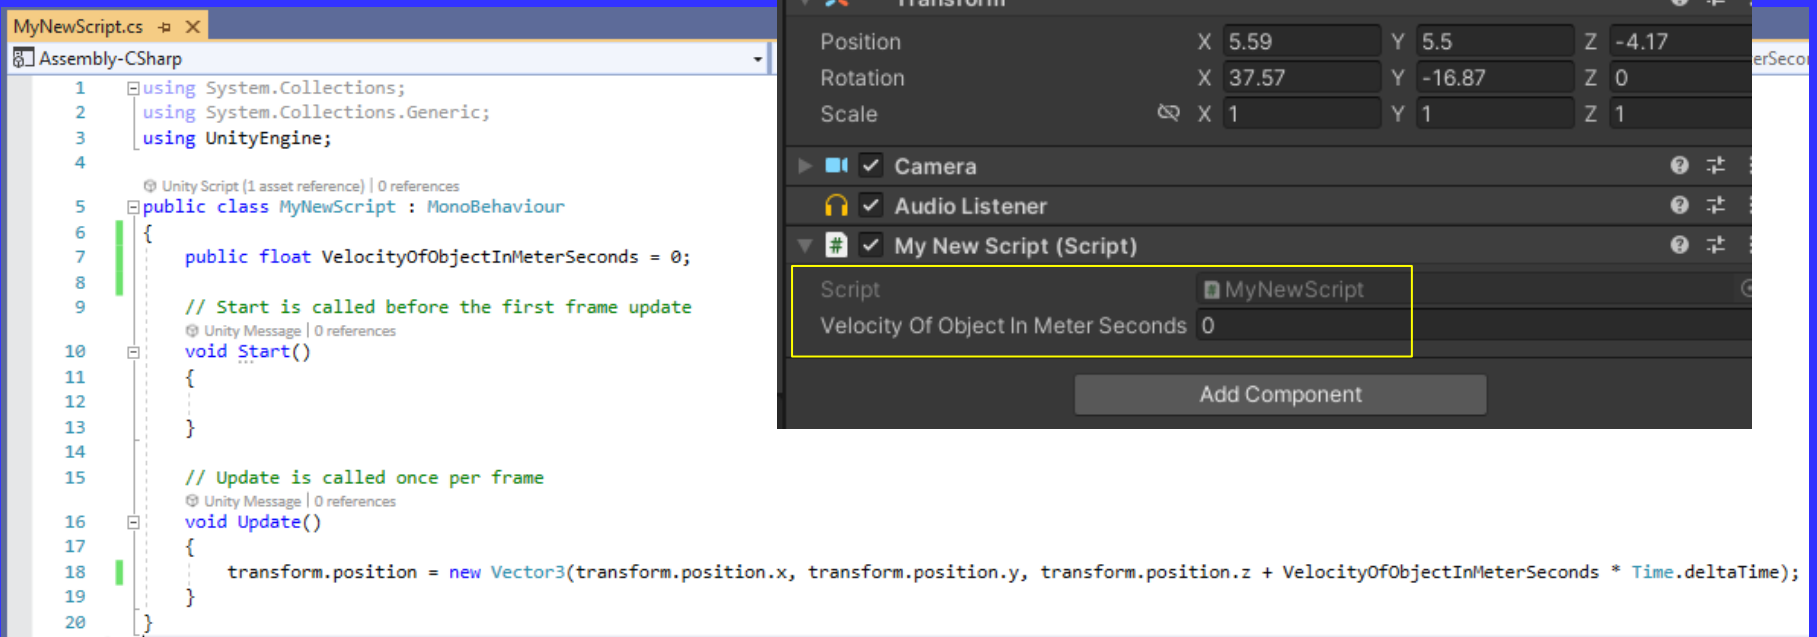 MyNewScript.cs
Assembly-CSharp
1 using System.Collections;
2 using System.Collections.Generic;
3 using UnityEngine;
4
Unity Script (1 asset reference) | 0 references
5 public class MyNewScript : MonoBehaviour
6 {
7 public float VelocityOfObjectInMeterSeconds = 0;
8
9 // Start is called before the first frame update
Unity Message | 0 references
10 void Start()
11 {
12
13 }
14
15 // Update is called once per frame
Unity Message | 0 references
16 void Update()
17 {
18 transform.position = new Vector3(transform.position.x, transform.position.y, transform.position.z + VelocityOfObjectInMeterSeconds * Time.deltaTime);
19 }
20 }
Transform
Position X 5.59 Y 5.5 Z -4.17
Rotation X 37.57 Y -16.87 Z 0
Scale X 1 Y 1 Z 1
Camera
Audio Listener
# My New Script (Script)
Script # MyNewScript
Velocity Of Object In Meter Seconds 0
Add Component